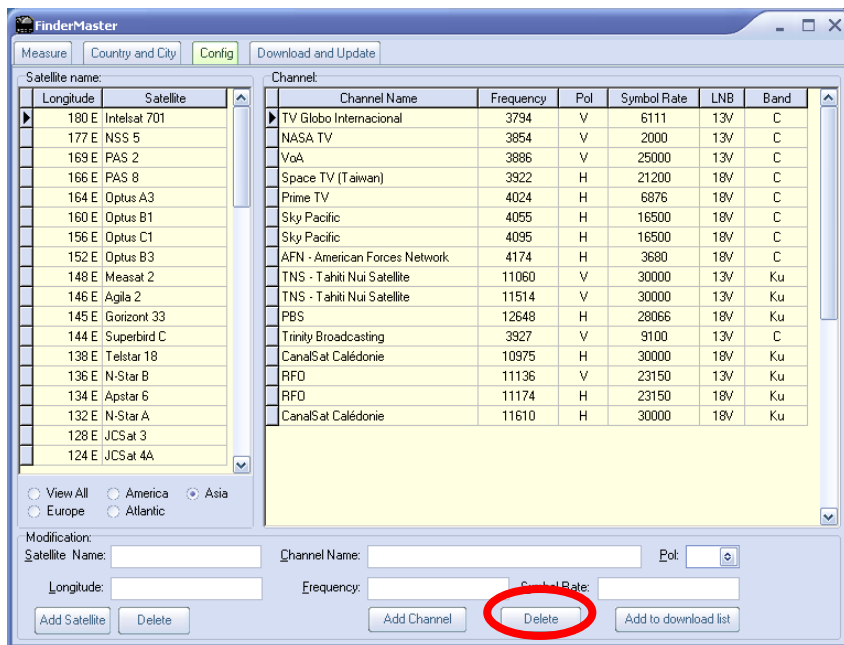 FinderMaster
Measure Country and City Config Download and Update
Satellite name:
Longitude Satellite
180 E Intelsat 701
177 E NSS 5
169 E PAS 2
166 E PAS 8
164 E Optus A3
160 E Optus B1
156 E Optus C1
152 E Optus B3
148 E Measat 2
146 E Agila 2
145 E Gorizont 33
144 E Superbird C
138 E Telstar 18
136 E N-Star B
134 E Apstar 6
132 E N-Star A
128 E JCSat 3
124 E JCSat 4A
View All America Asia
Europe Atlantic
Channel:
Channel Name Frequency Pol Symbol Rate LNB Band
TV Globo Internacional 3794 V 6111 13V C
NASA TV 3854 V 2000 13V C
VoA 3886 V 25000 13V C
Space TV (Taiwan) 3922 H 21200 18V C
Prime TV 4024 H 6876 18V C
Sky Pacific 4055 H 16500 18V C
Sky Pacific 4095 H 16500 18V C
AFN - American Forces Network 4174 H 3680 18V C
TNS - Tahiti Nui Satellite 11060 V 30000 13V Ku
TNS - Tahiti Nui Satellite 11514 V 30000 13V Ku
PBS 12648 H 28066 18V Ku
Trinity Broadcasting 3927 V 9100 13V C
CanalSat Calédonie 10975 H 30000 18V Ku
RFO 11136 V 23150 13V Ku
RFO 11174 H 23150 18V Ku
CanalSat Calédonie 11610 H 30000 18V Ku
Modification:
Satellite Name: Channel Name: Pol:
Longitude: Frequency: Symbol Rate:
Add Satellite Delete Add Channel Delete Add to download list